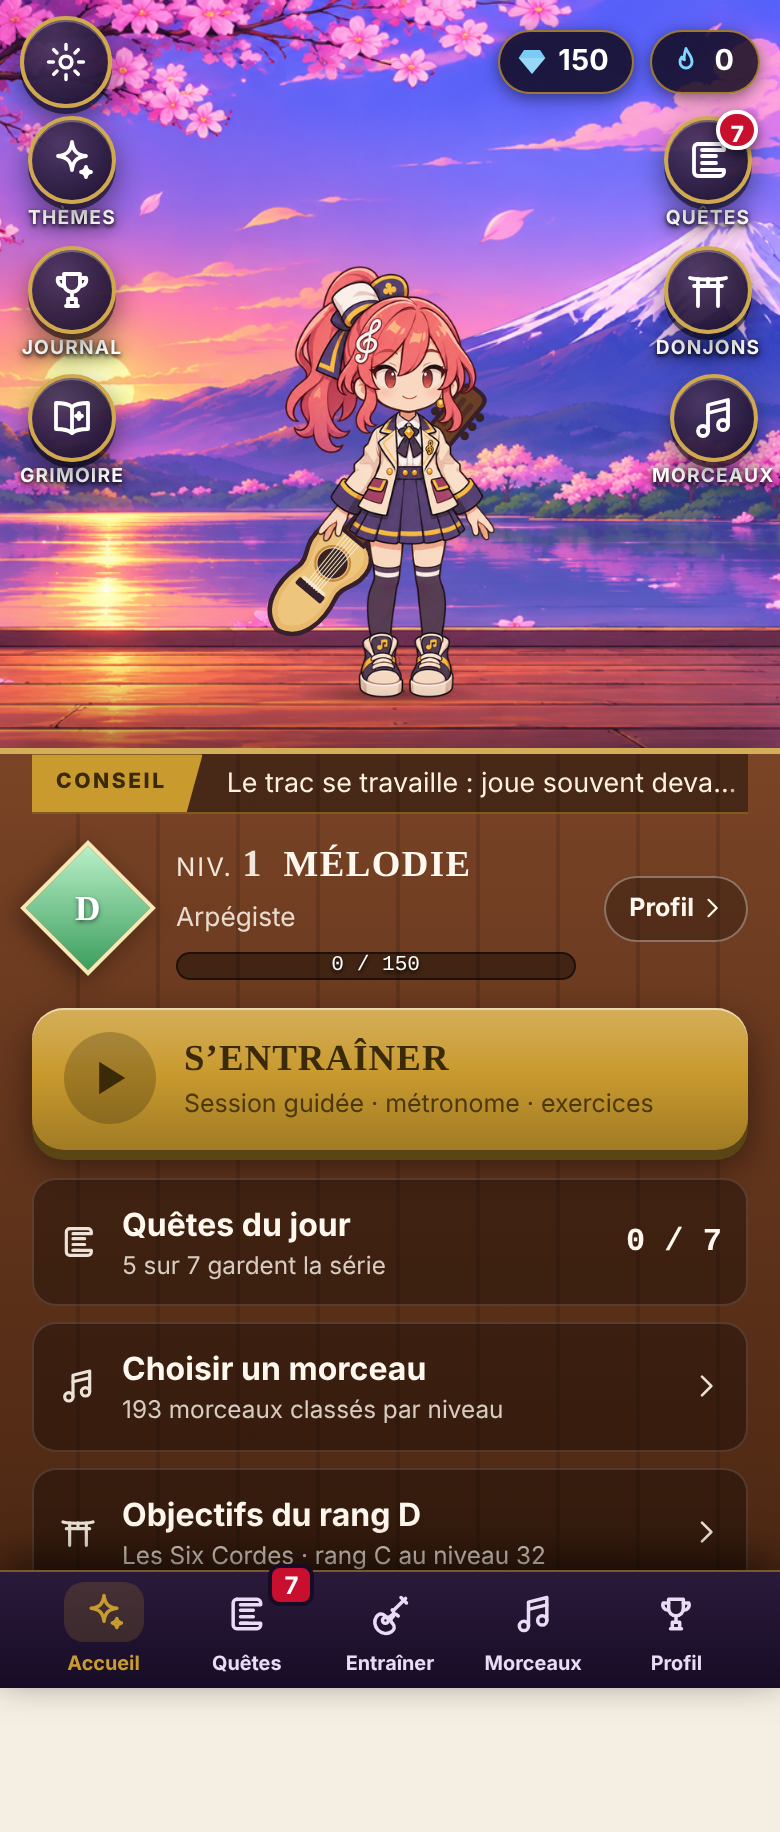 150
0
7
THÈMES
QUÊTES
JOURNAL
DONJONS
GRIMOIRE
MORCEAUX
CONSEIL
Le trac se travaille : joue souvent deva...
D
NIV. 1 MÉLODIE
Arpégiste
Profil
0 / 150
S’ENTRAÎNER
Session guidée · métronome · exercices
Quêtes du jour
5 sur 7 gardent la série
0 / 7
Choisir un morceau
193 morceaux classés par niveau
Objectifs du rang D
Les Six Cordes · rang C au niveau 32
7
Accueil
Quêtes
Entraîner
Morceaux
Profil